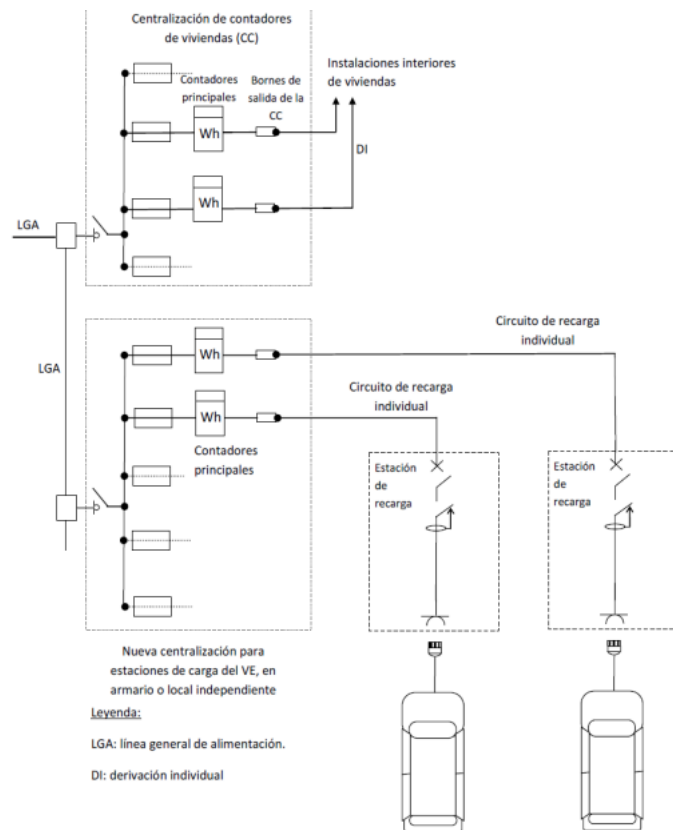 Centralización de contadores
de viviendas (CC)
Contadores
principales
Bornes de
salida de la
CC
Instalaciones interiores
de viviendas
Wh
DI
Wh
LGA
LGA
Wh
Circuito de recarga
individual
Wh
Circuito de recarga
individual
Contadores
principales
Estación
de
recarga
Estación
de
recarga
Nueva centralización para
estaciones de carga del VE, en
armario o local independiente
Leyenda:
LGA: línea general de alimentación.
DI: derivación individual